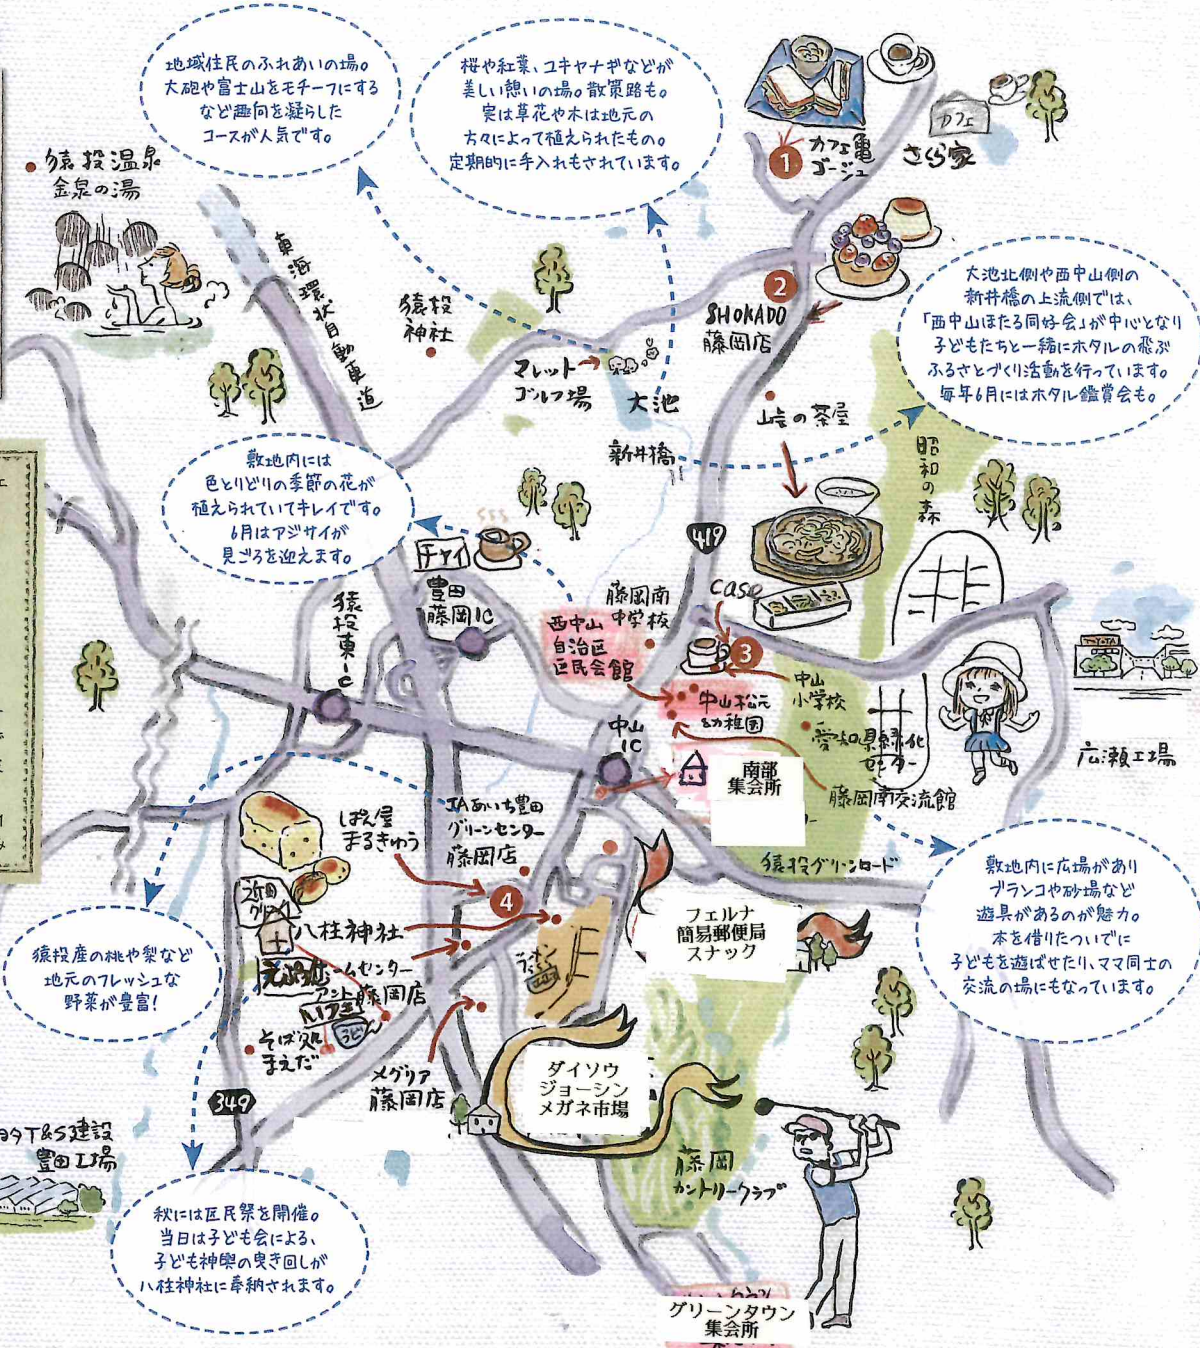 地域住民のふれあいの場。
大砲や富士山をモチーフにする
など趣向を凝らした
コースが人気です。
桜や紅葉、ユキヤナギなどが
美しい憩いの場。散策路も。
実は草花や木は地元の
方々によって植えられたもの。
定期的に手入れもされています。
カフェ
さくら家
1
カフェ亀
ゴージュ
猿投温泉
金泉の湯
東海環状自動車道
猿投
神社
2
SHOKADO
藤岡店
大池北側や西中山側の
新井橋の上流側では、
「西中山ほたる同好会」が中心となり
子どもたちと一緒にホタルの飛ぶ
ふるさとづくり活動を行っています。
毎年6月にはホタル鑑賞会も。
マレット
ゴルフ場
大池
新井橋
峠の茶屋
昭和の森
敷地内には
色とりどりの季節の花が
植えられていてキレイです。
6月はアジサイが
見ごろを迎えます。
チャイ
419
豊田
藤岡IC
猿投東IC
西中山
自治区
区民会館
藤岡南
中学校
casa
3
中山
小学校
中山松元
幼稚園
愛知県緑化
センター
TOYOTA
広瀬工場
中山
IC
南部
集会所
藤岡南交流館
猿投グリーンロード
ぱん屋
まるきゅう
JAあいち豊田
グリーンセンター
藤岡店
4
八柱神社
フェルナ
簡易郵便局
スナック
敷地内に広場があり
ブランコや砂場など
遊具があるのが魅力。
本を借りたついでに
子どもを遊ばせたり、ママ同士の
交流の場にもなっています。
猿投産の桃や梨など
地元のフレッシュな
野菜が豊富!
ホームセンター
アント藤岡店
うどん
そば処
まえだ
メグリア
藤岡店
ダイソウ
ジョーシン
メガネ市場
349
T&S建設
豊田工場
藤岡
カントリークラブ
秋には区民祭を開催。
当日は子ども会による、
子ども神輿の曳き回しが
八柱神社に奉納されます。
グリーンタウン
集会所